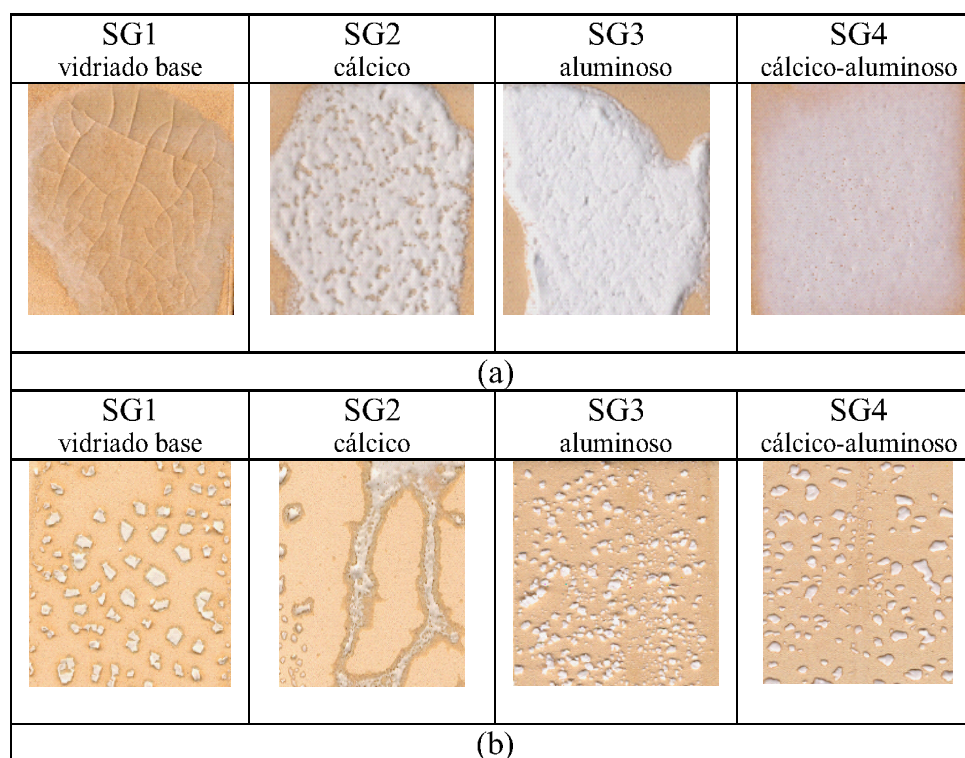 SG1
vidriado base
SG2
cálcico
SG3
aluminoso
SG4
cálcico-aluminoso
(a)
SG1
vidriado base
SG2
cálcico
SG3
aluminoso
SG4
cálcico-aluminoso
(b)